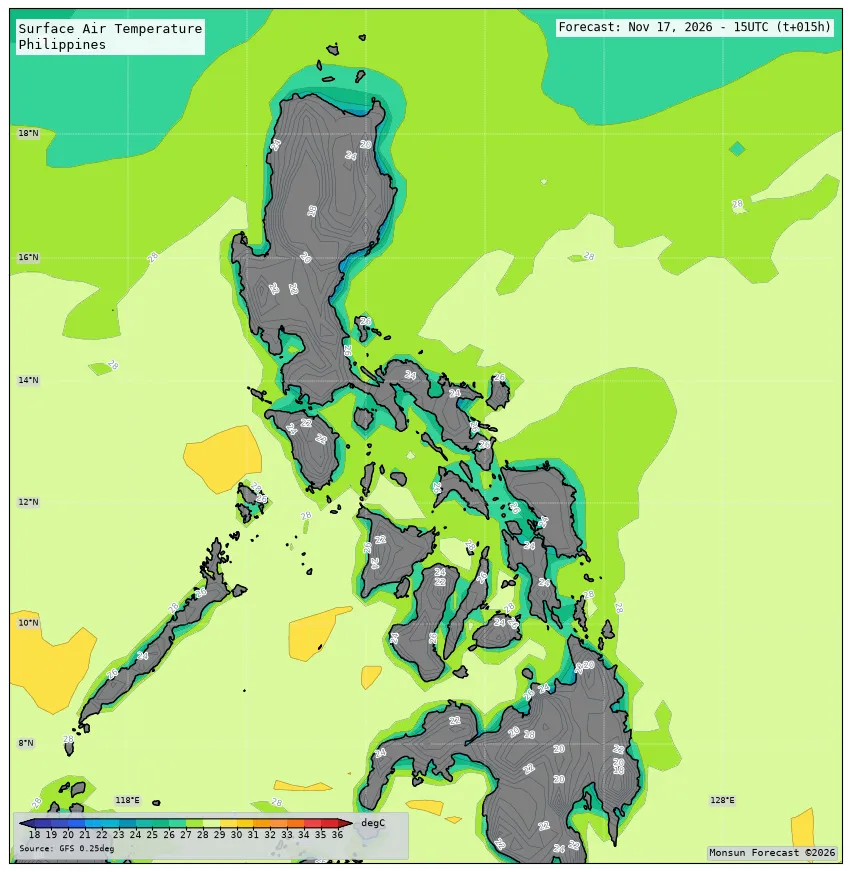 Surface Air Temperature
Philippines
Forecast: Nov 17, 2026 - 15UTC (t+015h)
18°N
16°N
14°N
12°N
10°N
8°N
118°E
128°E
18 19 20 21 22 23 24 25 26 27 28 29 30 31 32 33 34 35 36
degC
Source: GFS 0.25deg
Monsun Forecast ©2026